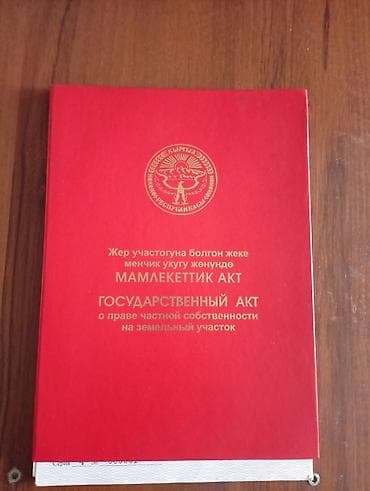 Жер участогуна болгон жеке
менчик укугу жөнүндө
МАМЛЕКЕТТИК АКТ
ГОСУДАРСТВЕННЫЙ АКТ
о праве частной собственности
на земельный участок